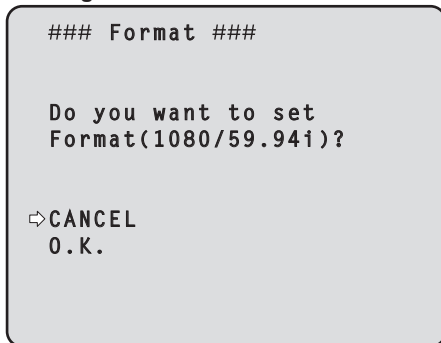 ### Format ###
Do you want to set
Format(1080/59.94i)?
⇨CANCEL
O.K.